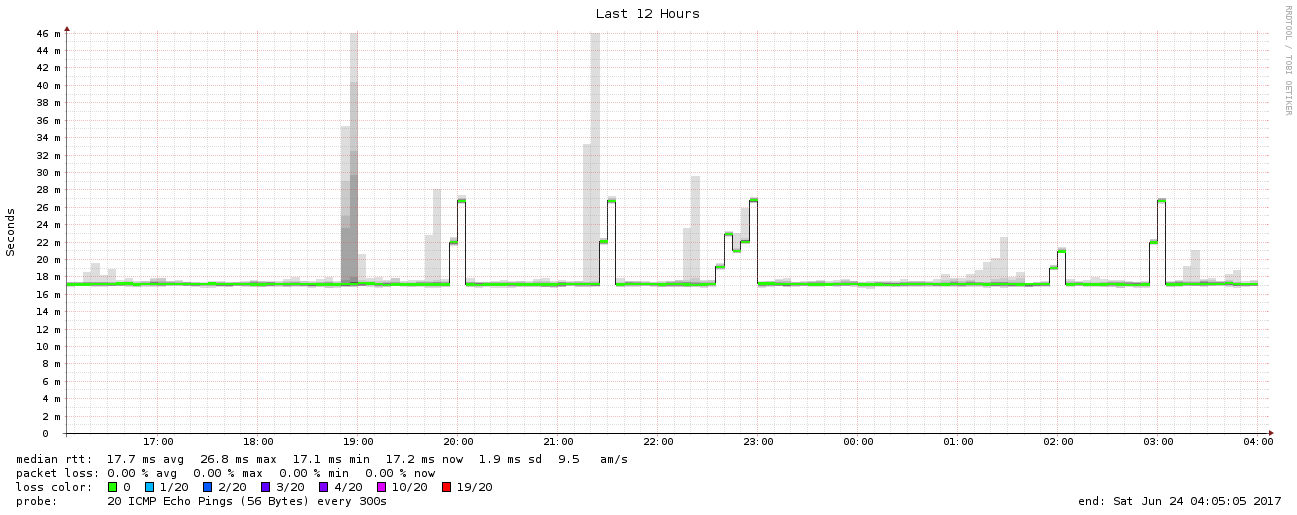 Last 12 Hours
RRDTOOL / TOBI OETIKER
Seconds
46 m
44 m
42 m
40 m
38 m
36 m
34 m
32 m
30 m
28 m
26 m
24 m
22 m
20 m
18 m
16 m
14 m
12 m
10 m
8 m
6 m
4 m
2 m
0
17:00 18:00 19:00 20:00 21:00 22:00 23:00 00:00 01:00 02:00 03:00 04:00
median rtt: 17.7 ms avg 26.8 ms max 17.1 ms min 17.2 ms now 1.9 ms sd 9.5 am/s
packet loss: 0.00 % avg 0.00 % max 0.00 % min 0.00 % now
loss color: 0 1/20 2/20 3/20 4/20 10/20 19/20
probe: 20 ICMP Echo Pings (56 Bytes) every 300s end: Sat Jun 24 04:05:05 2017